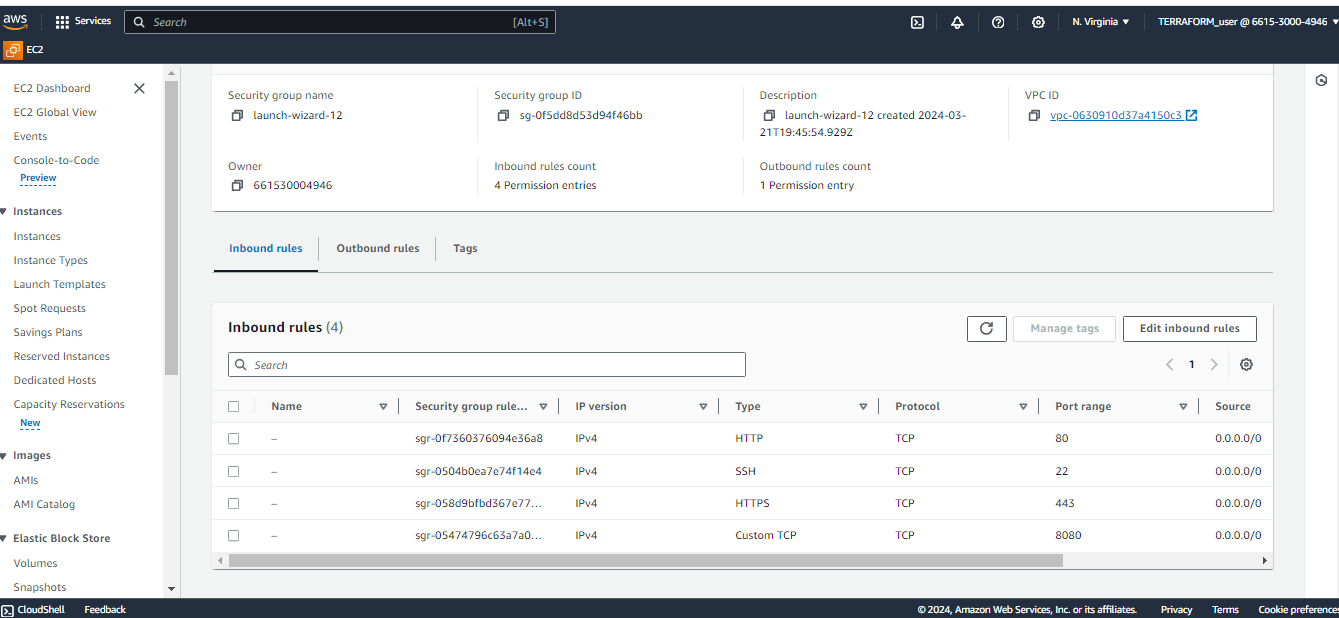 aws Services Search [Alt+S] N. Virginia TERRAFORM_user @ 6615-3000-4946
EC2
EC2 Dashboard
EC2 Global View
Events
Console-to-Code
Preview
Instances
Instances
Instance Types
Launch Templates
Spot Requests
Savings Plans
Reserved Instances
Dedicated Hosts
Capacity Reservations
New
Images
AMIs
AMI Catalog
Elastic Block Store
Volumes
Snapshots
Security group name
launch-wizard-12
Security group ID
sg-0f5dd8d53d94f46bb
Description
launch-wizard-12 created 2024-03-
21T19:45:54.929Z
VPC ID
vpc-0630910d37a4150c3
Owner
661530004946
Inbound rules count
4 Permission entries
Outbound rules count
1 Permission entry
Inbound rules Outbound rules Tags
Inbound rules (4) Manage tags Edit inbound rules
Search 1
Name Security group rule... IP version Type Protocol Port range Source
– sgr-0f7360376094e36a8 IPv4 HTTP TCP 80 0.0.0.0/0
– sgr-0504b0ea7e74f14e4 IPv4 SSH TCP 22 0.0.0.0/0
– sgr-058d9bfbd367e77... IPv4 HTTPS TCP 443 0.0.0.0/0
– sgr-05474796c63a7a0... IPv4 Custom TCP TCP 8080 0.0.0.0/0
CloudShell Feedback © 2024, Amazon Web Services, Inc. or its affiliates. Privacy Terms Cookie preferences